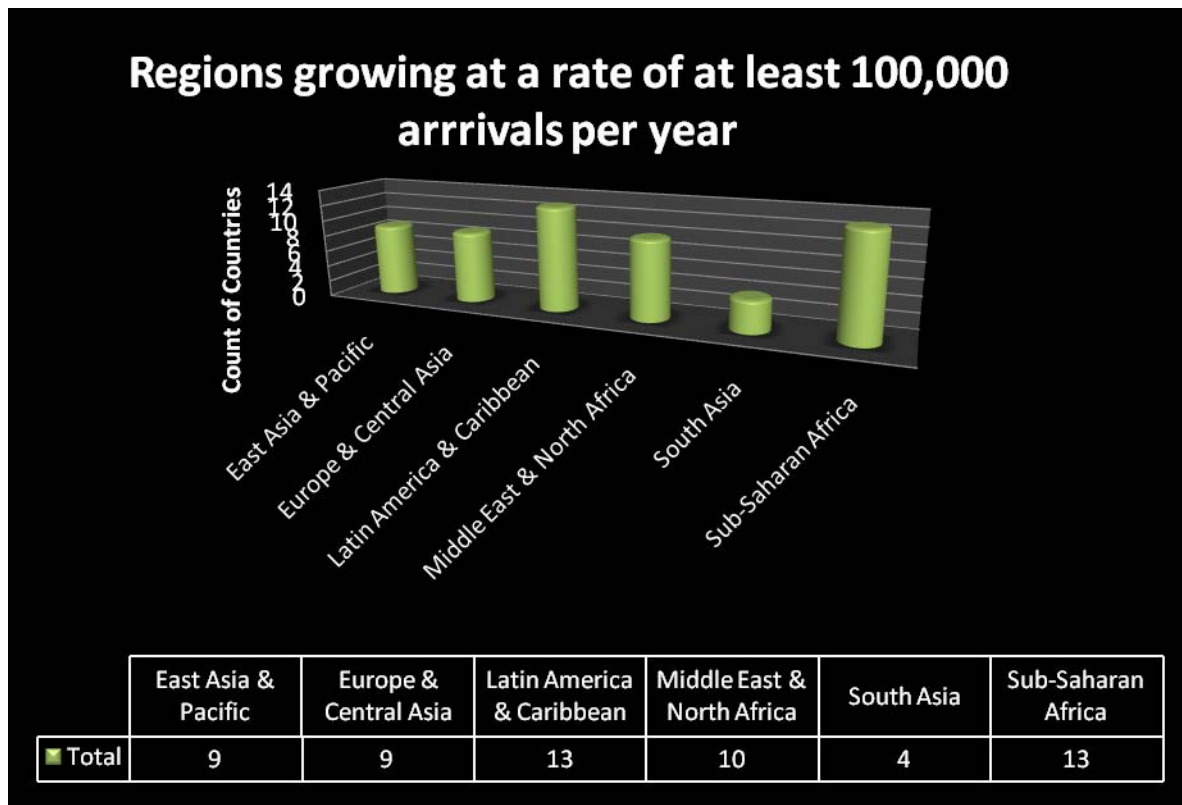 Regions growing at a rate of at least 100,000
arrrivals per year
Count of Countries
14
12
10
8
6
4
2
0
East Asia & Pacific
Europe & Central Asia
Latin America & Caribbean
Middle East & North Africa
South Asia
Sub-Saharan Africa
East Asia & Pacific
Europe & Central Asia
Latin America & Caribbean
Middle East & North Africa
South Asia
Sub-Saharan Africa
Total 9 9 13 10 4 13